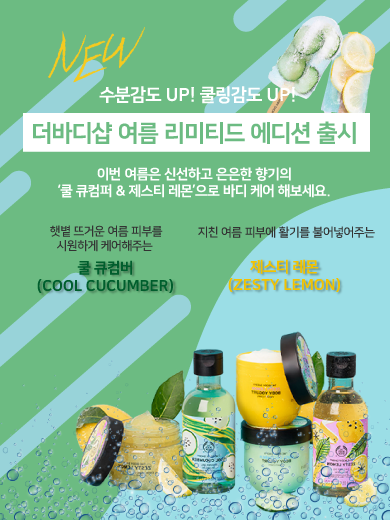 NEW
수분감도 UP! 쿨링감도 UP!
더바디샵 여름 리미티드 에디션 출시
이번 여름은 신선하고 은은한 향기의
‘쿨 큐컴퍼 & 제스티 레몬’으로 바디 케어 해보세요.
햇볕 뜨거운 여름 피부를
시원하게 케어해주는
쿨 큐컴버
(COOL CUCUMBER)
지친 여름 피부에 활기를 불어넣어주는
제스티 레몬
(ZESTY LEMON)